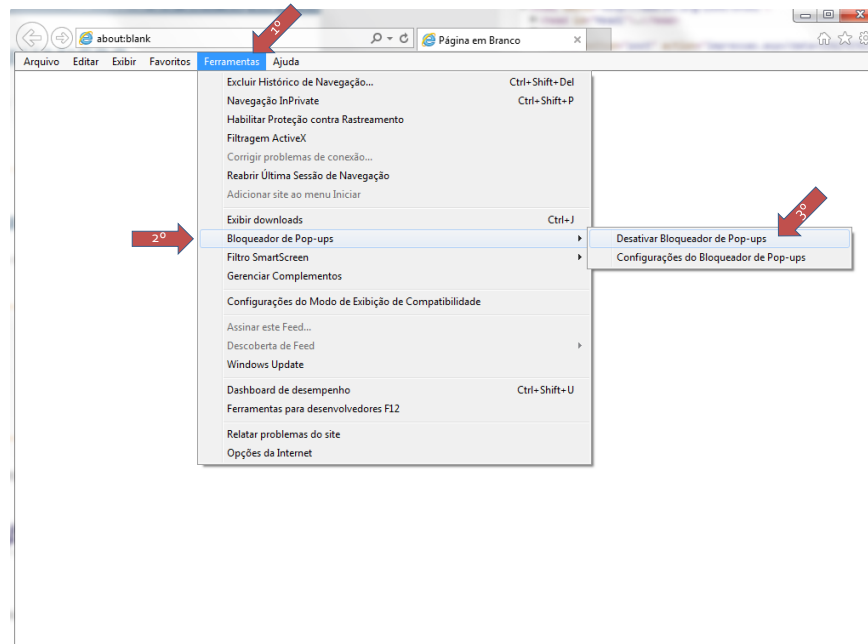 1º
about:blank
Página em Branco
Arquivo Editar Exibir Favoritos Ferramentas Ajuda
Excluir Histórico de Navegação... Ctrl+Shift+Del
Navegação InPrivate Ctrl+Shift+P
Habilitar Proteção contra Rastreamento
Filtragem ActiveX
Corrigir problemas de conexão...
Reabrir Última Sessão de Navegação
Adicionar site ao menu Iniciar
Exibir downloads Ctrl+J
2º
Bloqueador de Pop-ups
3º
Desativar Bloqueador de Pop-ups
Filtro SmartScreen
Configurações do Bloqueador de Pop-ups
Gerenciar Complementos
Configurações do Modo de Exibição de Compatibilidade
Assinar este Feed...
Descoberta de Feed
Windows Update
Dashboard de desempenho Ctrl+Shift+U
Ferramentas para desenvolvedores F12
Relatar problemas do site
Opções da Internet